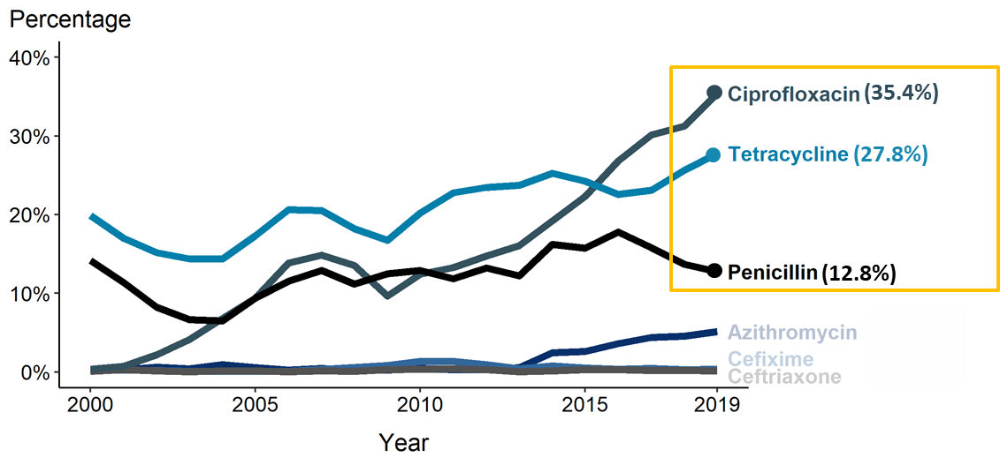 Percentage
40%
30%
20%
10%
0%
Ciprofloxacin (35.4%)
Tetracycline (27.8%)
Penicillin (12.8%)
Azithromycin
Cefixime
Ceftriaxone
2000 2005 2010 2015 2019
Year